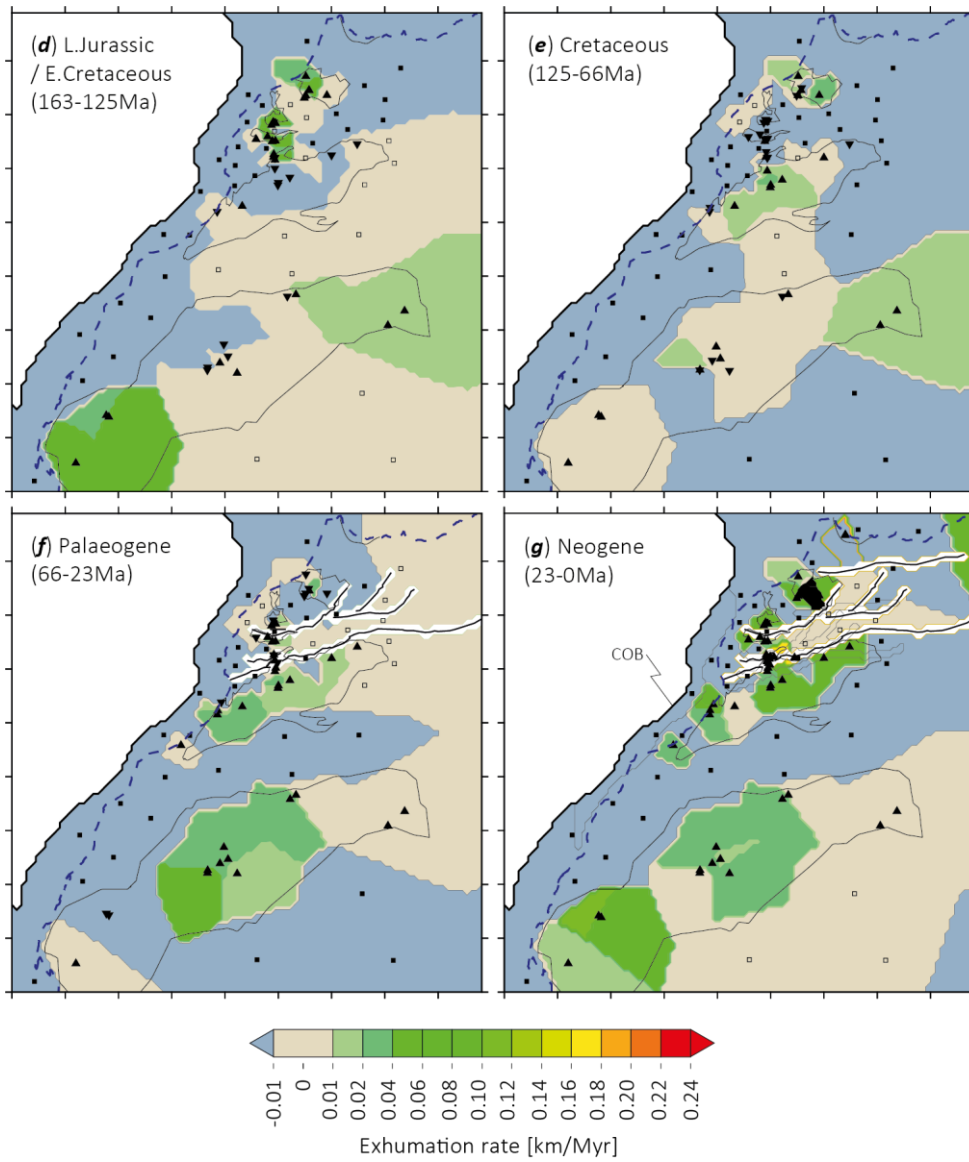 (d) L.Jurassic
/ E.Cretaceous
(163-125Ma)
(e) Cretaceous
(125-66Ma)
(f) Palaeogene
(66-23Ma)
(g) Neogene
(23-0Ma)
COB
-0.01
0
0.01
0.02
0.04
0.06
0.08
0.10
0.12
0.14
0.16
0.18
0.20
0.22
0.24
Exhumation rate [km/Myr]